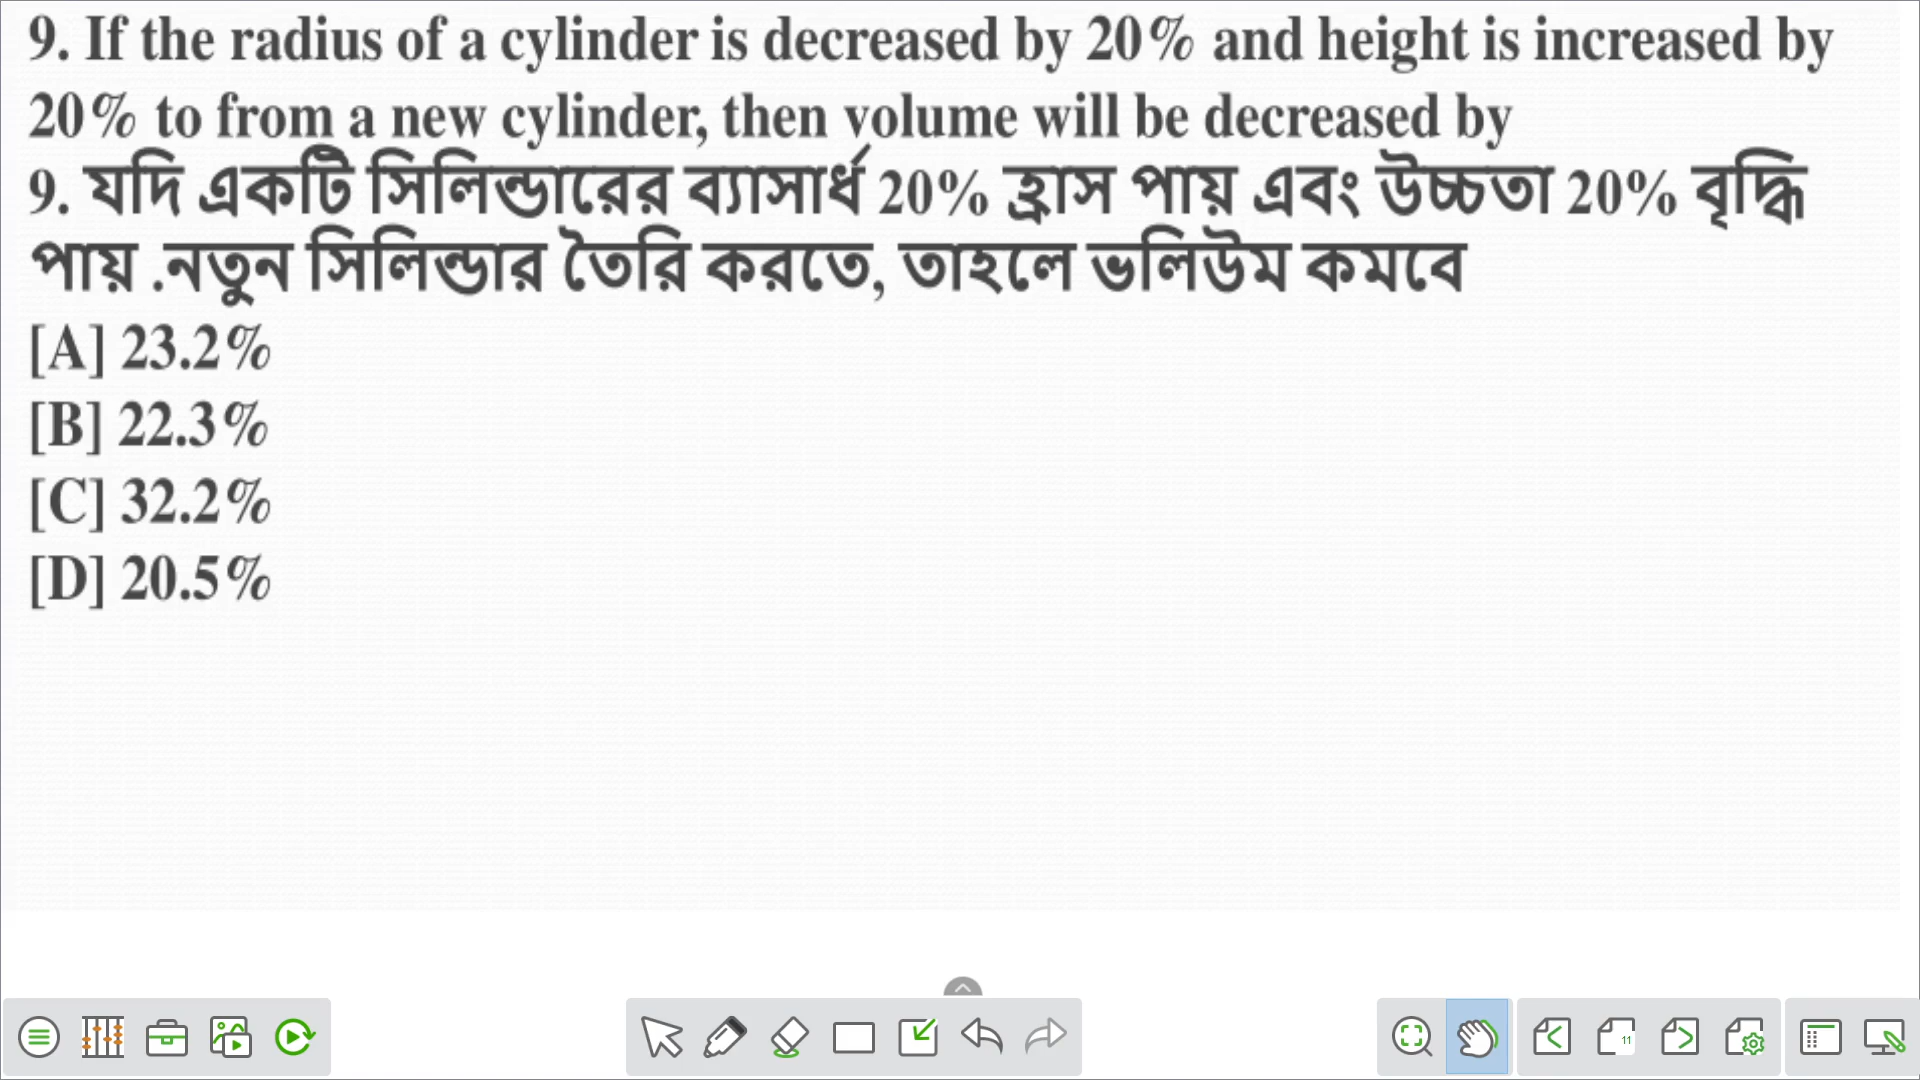 9. If the radius of a cylinder is decreased by 20% and height is increased by
20% to from a new cylinder, then volume will be decreased by
9. যদি একটি সিলিন্ডারের ব্যাসার্ধ 20% হ্রাস পায় এবং উচ্চতা 20% বৃদ্ধি
পায় .নতুন সিলিন্ডার তৈরি করতে, তাহলে ভলিউম কমবে
[A] 23.2%
[B] 22.3%
[C] 32.2%
[D] 20.5%
11